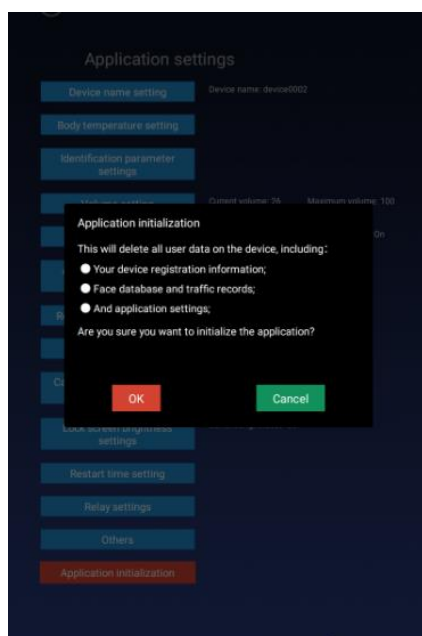 Application settings
Device name setting
Device name: device0002
Body temperature setting
Identification parameter
settings
Volume setting
Current volume: 26
Maximum volume: 100
On
Application initialization
This will delete all user data on the device, including:
Your device registration information;
Face database and traffic records;
And application settings;
Are you sure you want to initialize the application?
OK
Cancel
Lock screen brightness
settings
Restart time setting
Relay settings
Others
Application initialization